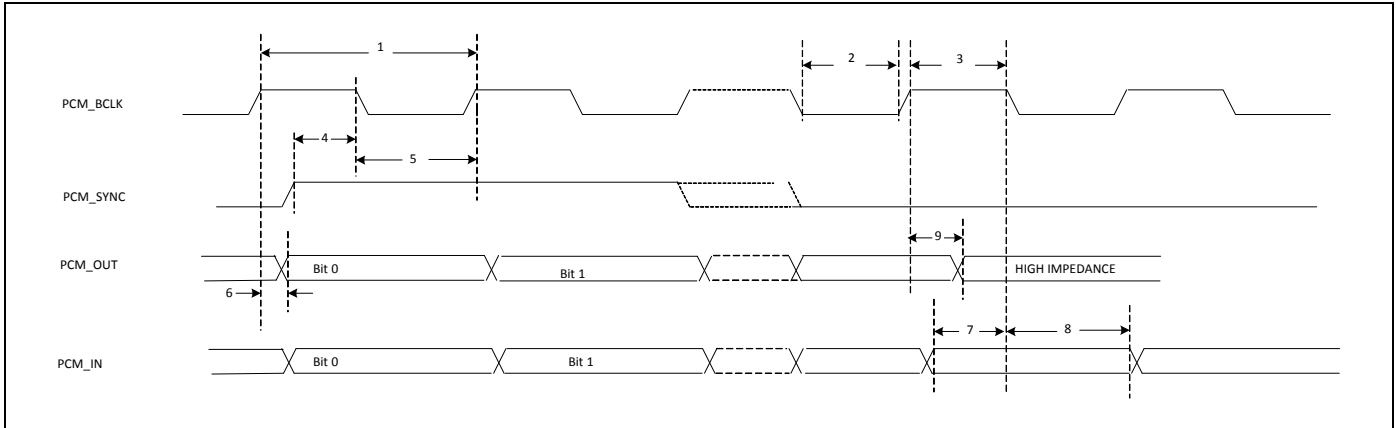 1
2
3
PCM_BCLK
4
5
PCM_SYNC
9
PCM_OUT
Bit 0
Bit 1
HIGH IMPEDANCE
6
7
8
PCM_IN
Bit 0
Bit 1